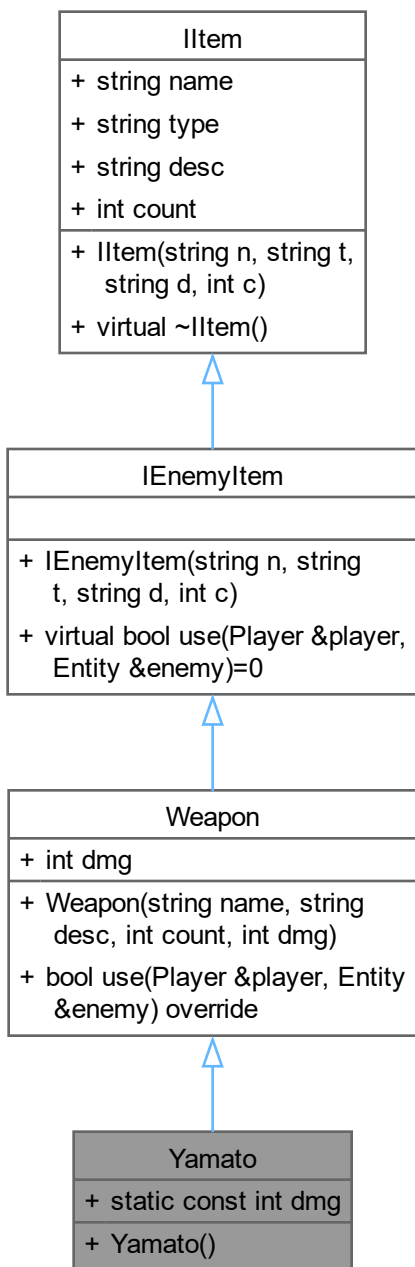 IItem
+ string name
+ string type
+ string desc
+ int count
+ IItem(string n, string t,
string d, int c)
+ virtual ~IItem()
IEnemyItem
+ IEnemyItem(string n, string
t, string d, int c)
+ virtual bool use(Player &player,
Entity &enemy)=0
Weapon
+ int dmg
+ Weapon(string name, string
desc, int count, int dmg)
+ bool use(Player &player, Entity
&enemy) override
Yamato
+ static const int dmg
+ Yamato()